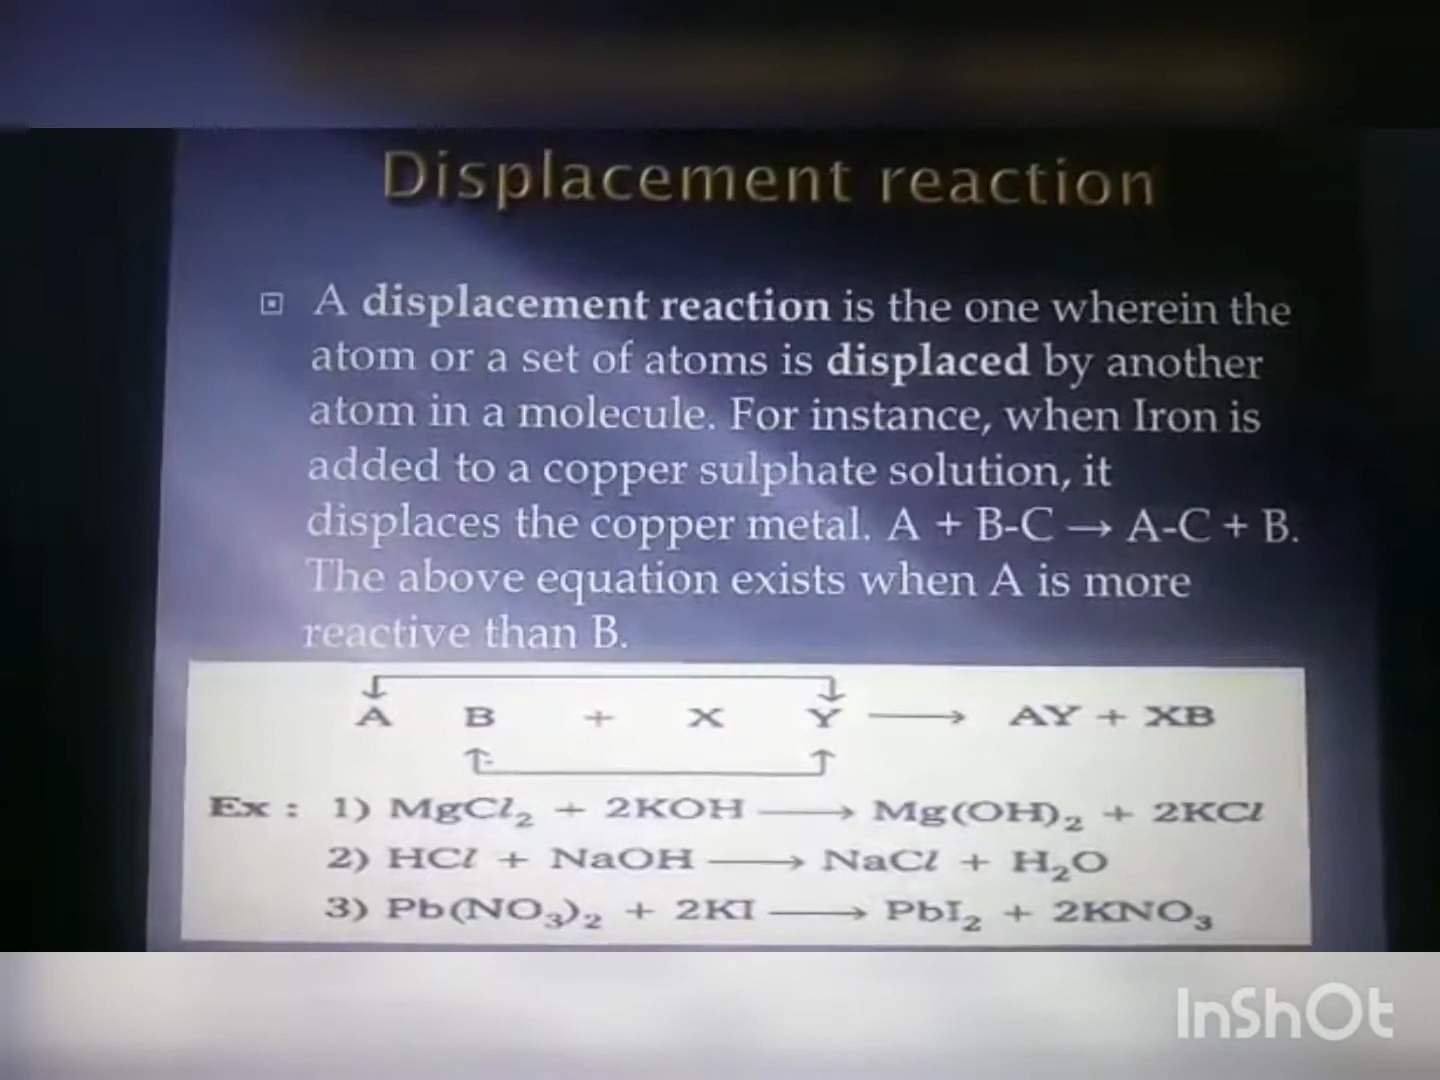 Displacement reaction
A displacement reaction is the one wherein the
atom or a set of atoms is displaced by another
atom in a molecule. For instance, when Iron is
added to a copper sulphate solution, it
displaces the copper metal. A + B-C → A-C + B.
The above equation exists when A is more
reactive than B.
A B + X Y → AY + XB
Ex : 1) MgCl₂ + 2KOH → Mg(OH)₂ + 2KCl
2) HCl + NaOH → NaCl + H₂O
3) Pb(NO₃)₂ + 2KI → PbI₂ + 2KNO₃
InShOt